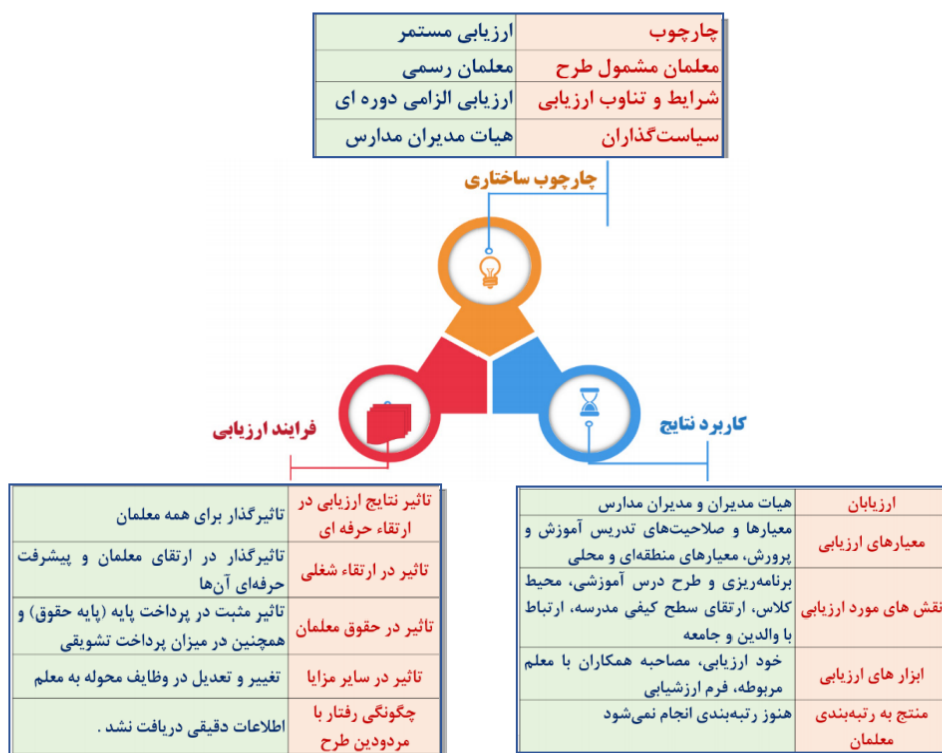 چارچوب ارزیابی مستمر
معلمان مشمول طرح معلمان رسمی
شرایط و تناوب ارزیابی ارزیابی الزامی دوره ای
سیاست‌گذاران هیات مدیران مدارس
چارچوب ساختاری
کاربرد نتایج
فرایند ارزیابی
ارزیابان هیات مدیران و مدیران مدارس
معیارهای ارزیابی معیارها و صلاحیت‌های تدریس آموزش و
پرورش، معیارهای منطقه‌ای و محلی
نقش های مورد ارزیابی برنامه‌ریزی و طرح درس آموزشی، محیط
کلاس، ارتقای سطح کیفی مدرسه، ارتباط
با والدین و جامعه
ابزار های ارزیابی خود ارزیابی، مصاحبه همکاران با معلم
مربوطه، فرم ارزشیابی
منتج به رتبه‌بندی هنوز رتبه‌بندی انجام نمی‌شود
معلمان
تاثیر نتایج ارزیابی در
ارتقاء حرفه ای
تاثیرگذار برای همه معلمان
تاثیر در ارتقاء شغلی تاثیرگذار در ارتقای معلمان و پیشرفت
حرفه‌ای آن‌ها
تاثیر در حقوق معلمان تاثیر مثبت در پرداخت پایه (پایه حقوق) و
همچنین در میزان پرداخت تشویقی
تاثیر در سایر مزایا تغییر و تعدیل در وظایف محوله به معلم
چگونگی رفتار با
مردودین طرح
اطلاعات دقیقی دریافت نشد .